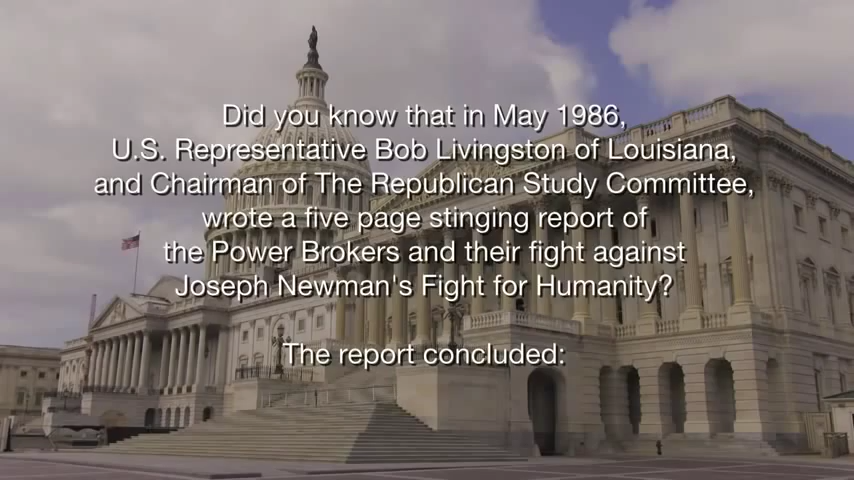 Did you know that in May 1986,
U.S. Representative Bob Livingston of Louisiana,
and Chairman of The Republican Study Committee,
wrote a five page stinging report of
the Power Brokers and their fight against
Joseph Newman's Fight for Humanity?
The report concluded: